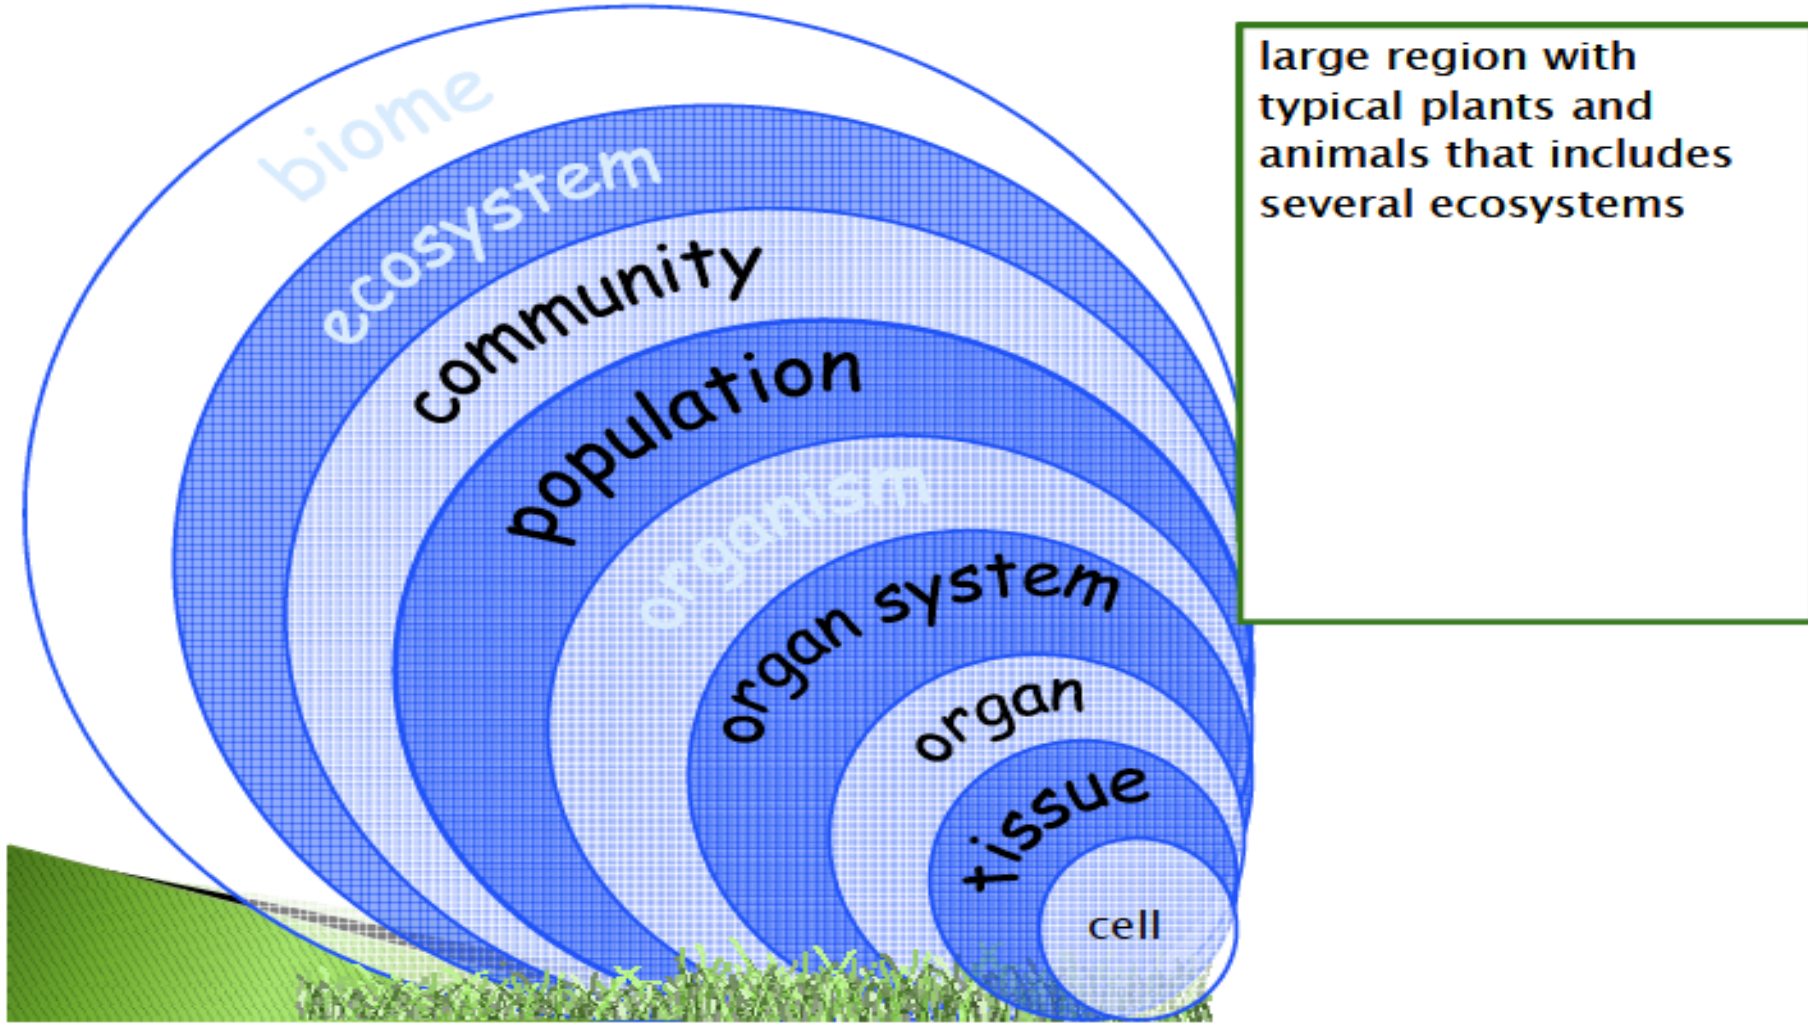 biome
ecosystem
community
population
organism
organ system
organ
tissue
cell
large region with
typical plants and
animals that includes
several ecosystems